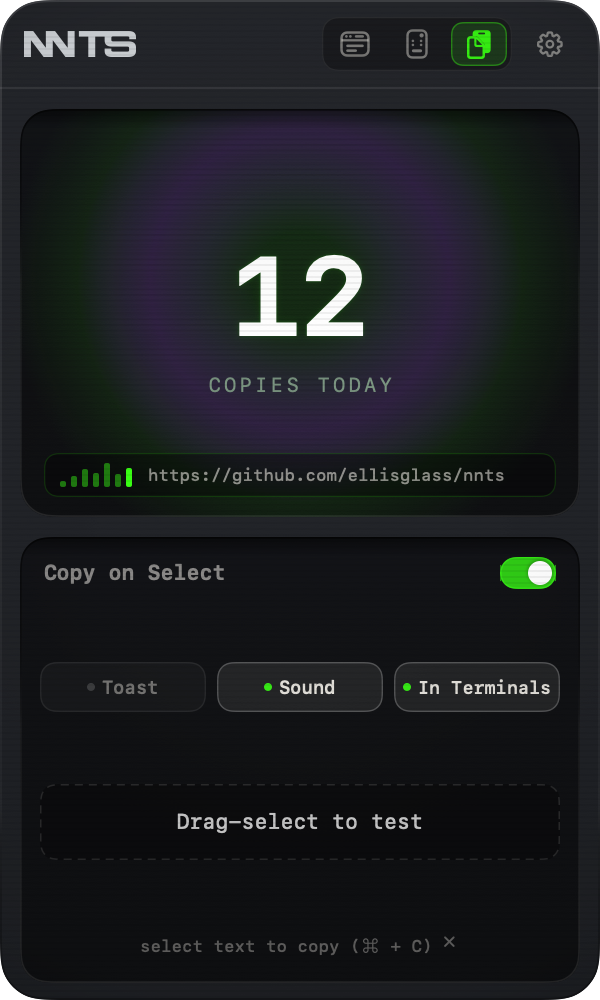 NNTS
12
COPIES TODAY
https://github.com/ellisglass/nnts
Copy on Select
Toast
Sound
In Terminals
Drag—select to test
select text to copy (⌘ + C) ×